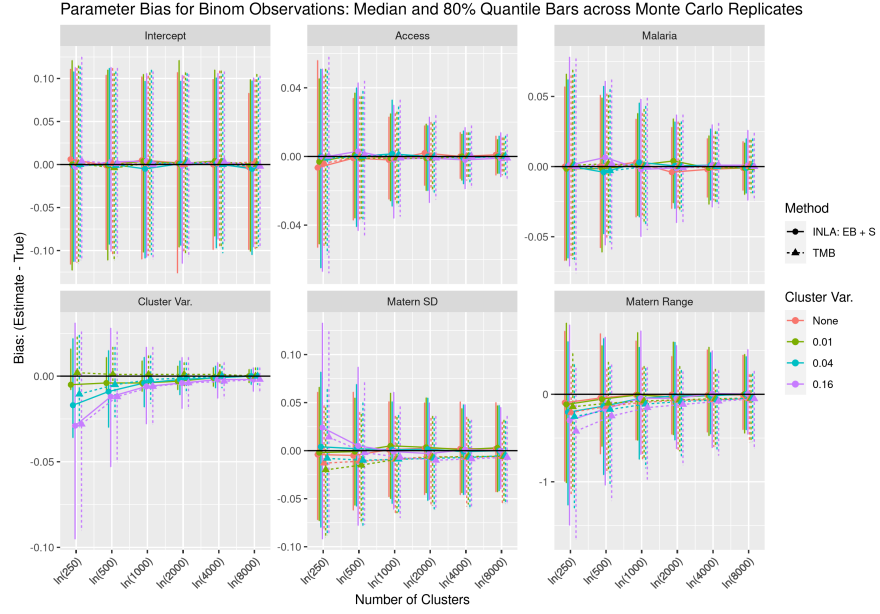 Parameter Bias for Binom Observations: Median and 80% Quantile Bars across Monte Carlo Replicates
Intercept
Access
Malaria
0.10
0.05
0.00
-0.05
-0.10
0.04
0.00
-0.04
0.05
0.00
-0.05
Bias: (Estimate - True)
Cluster Var.
Matern SD
Matern Range
0.00
-0.05
-0.10
0.10
0.05
0.00
-0.05
-0.10
0
-1
ln(250)
ln(500)
ln(1000)
ln(2000)
ln(4000)
ln(8000)
ln(250)
ln(500)
ln(1000)
ln(2000)
ln(4000)
ln(8000)
ln(250)
ln(500)
ln(1000)
ln(2000)
ln(4000)
ln(8000)
Number of Clusters
Method
INLA: EB + S
TMB
Cluster Var.
None
0.01
0.04
0.16